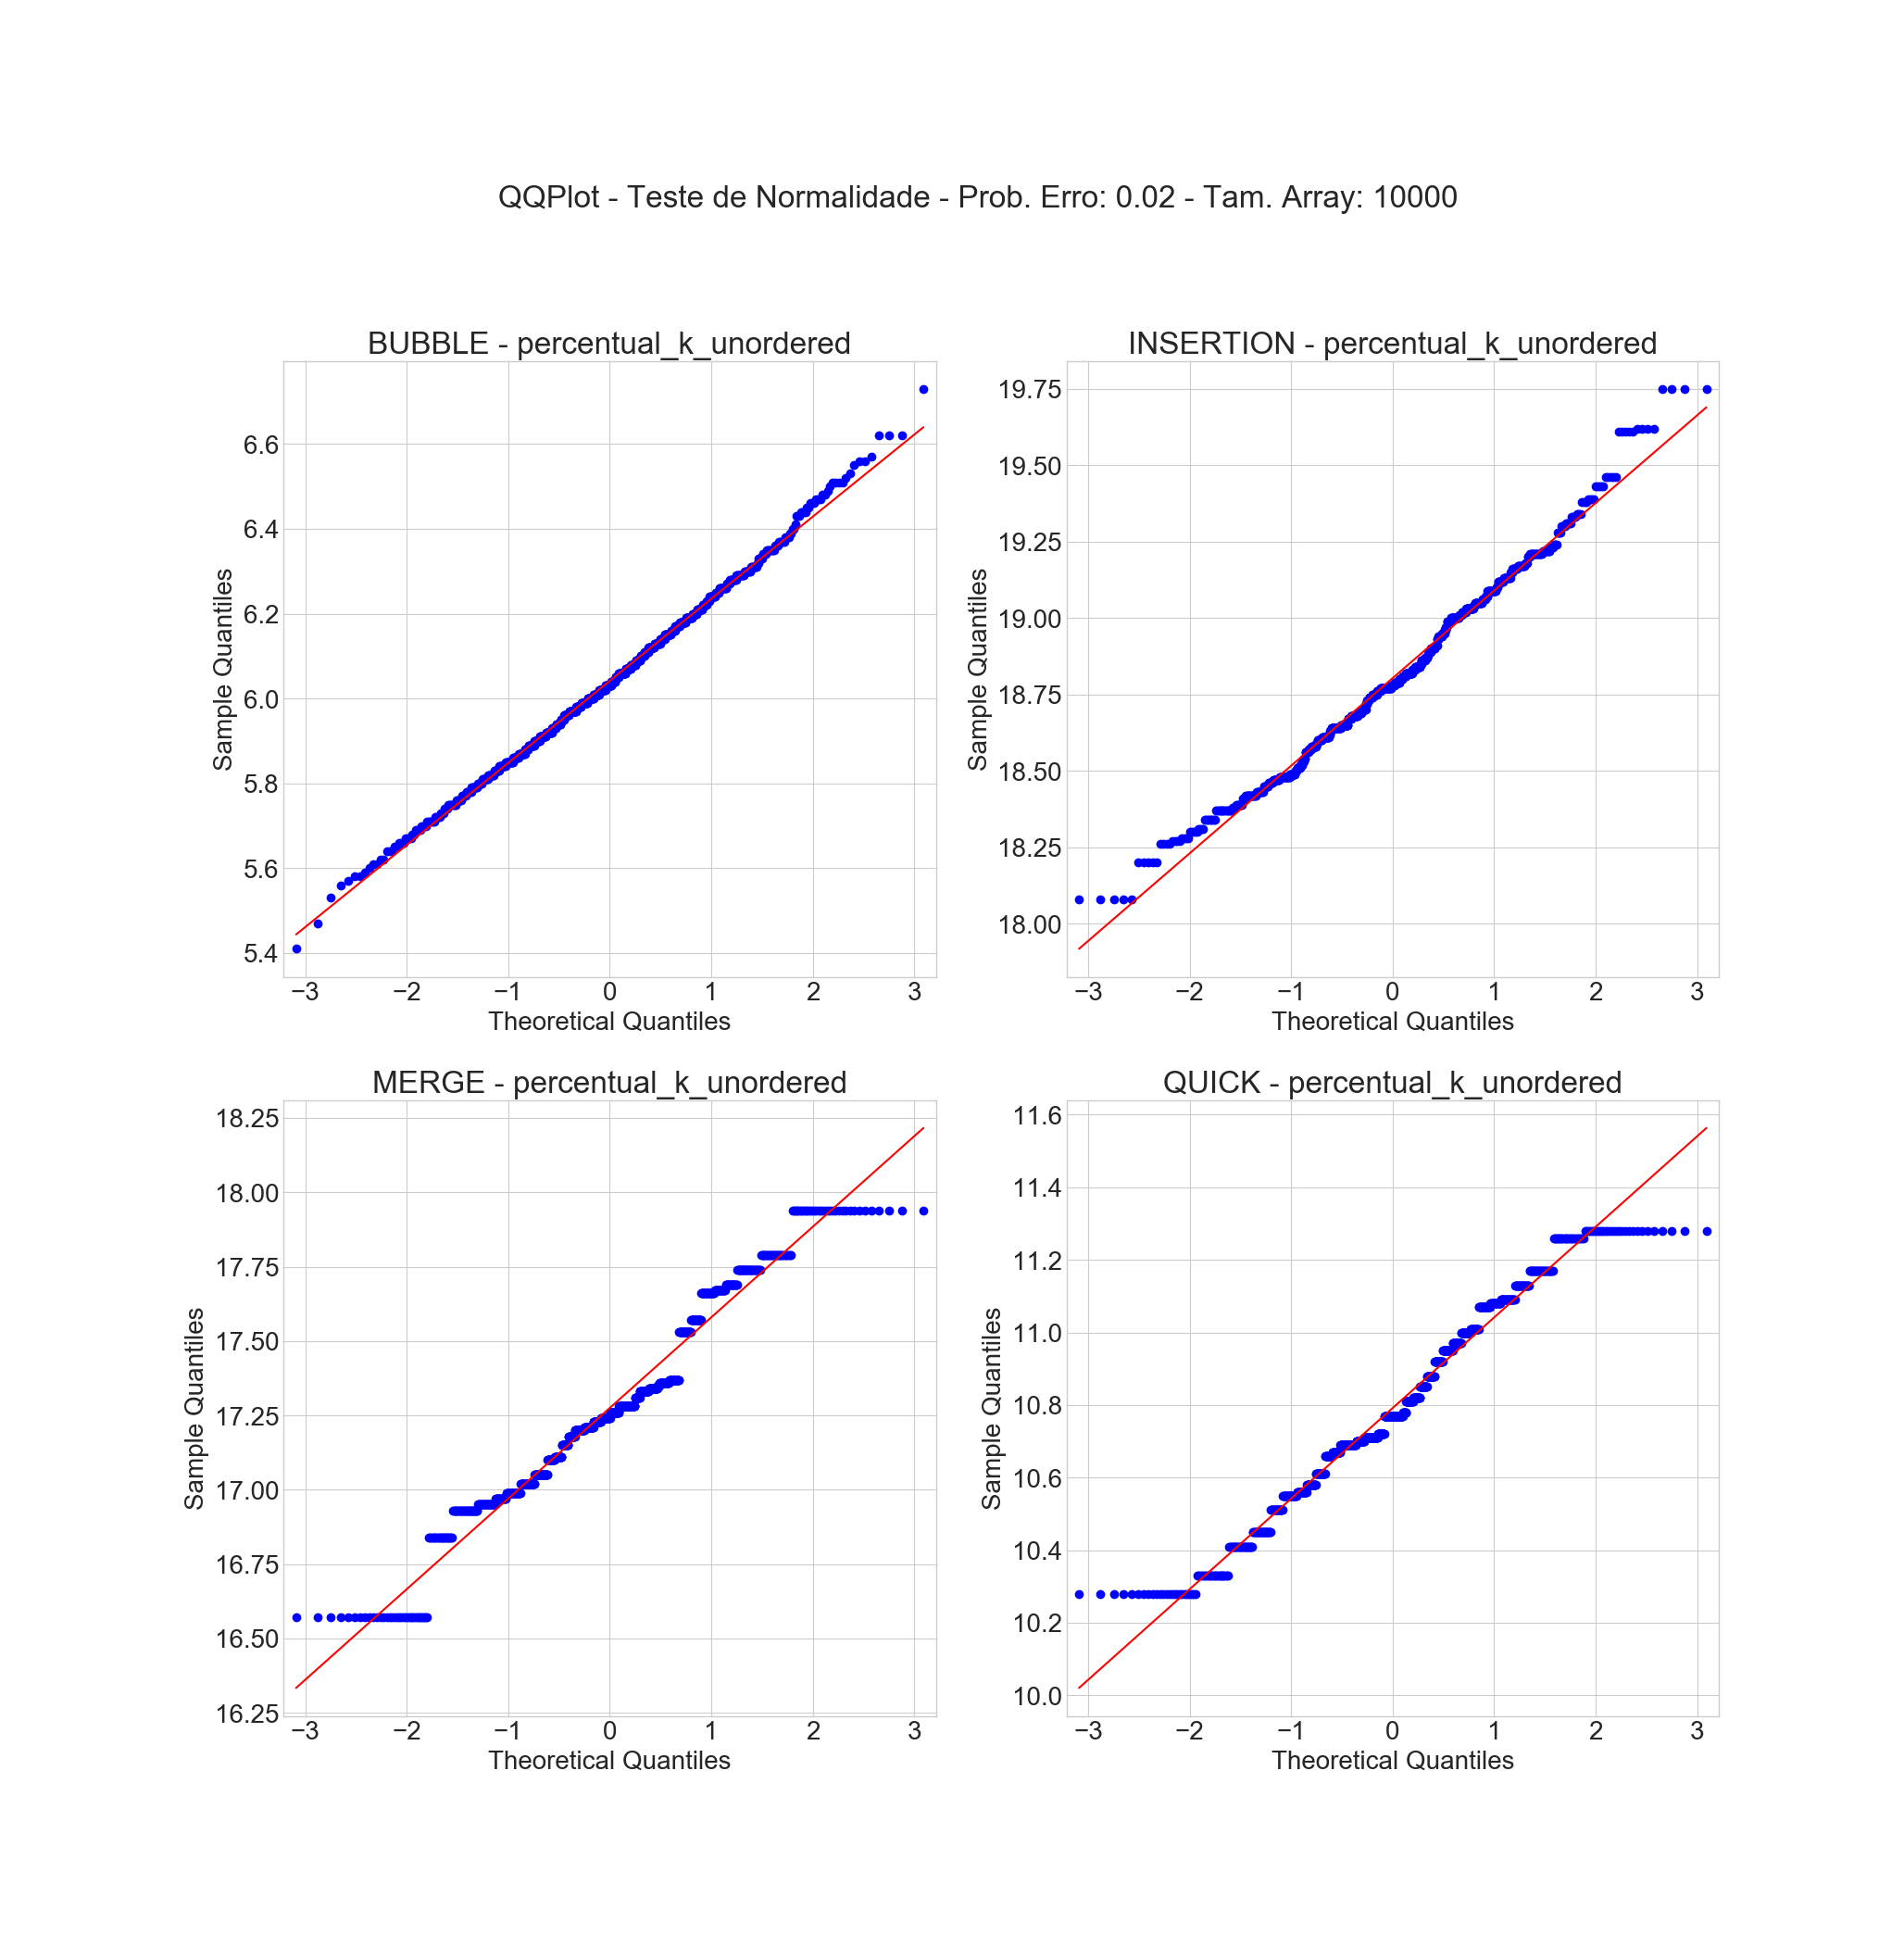 QQPlot - Teste de Normalidade - Prob. Erro: 0.02 - Tam. Array: 10000
BUBBLE - percentual_k_unordered
6.6
6.4
6.2
6.0
5.8
5.6
5.4
Sample Quantiles
−3 −2 −1 0 1 2 3
Theoretical Quantiles
INSERTION - percentual_k_unordered
19.75
19.50
19.25
19.00
18.75
18.50
18.25
18.00
Sample Quantiles
−3 −2 −1 0 1 2 3
Theoretical Quantiles
MERGE - percentual_k_unordered
18.25
18.00
17.75
17.50
17.25
17.00
16.75
16.50
16.25
Sample Quantiles
−3 −2 −1 0 1 2 3
Theoretical Quantiles
QUICK - percentual_k_unordered
11.6
11.4
11.2
11.0
10.8
10.6
10.4
10.2
10.0
Sample Quantiles
−3 −2 −1 0 1 2 3
Theoretical Quantiles